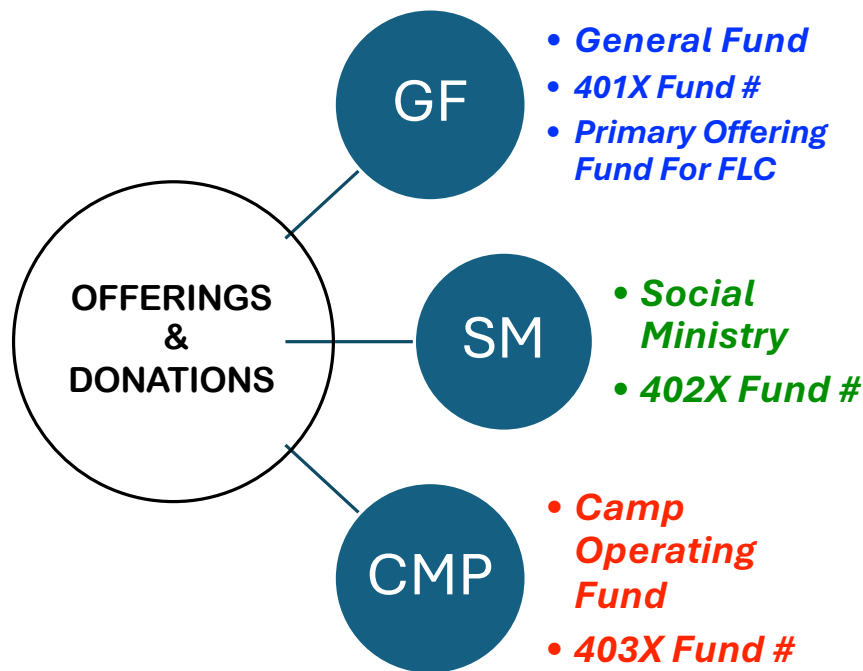 OFFERINGS
&
DONATIONS
GF
• General Fund
• 401X Fund #
• Primary Offering
Fund For FLC
SM
• Social
Ministry
• 402X Fund #
CMP
• Camp
Operating
Fund
• 403X Fund #